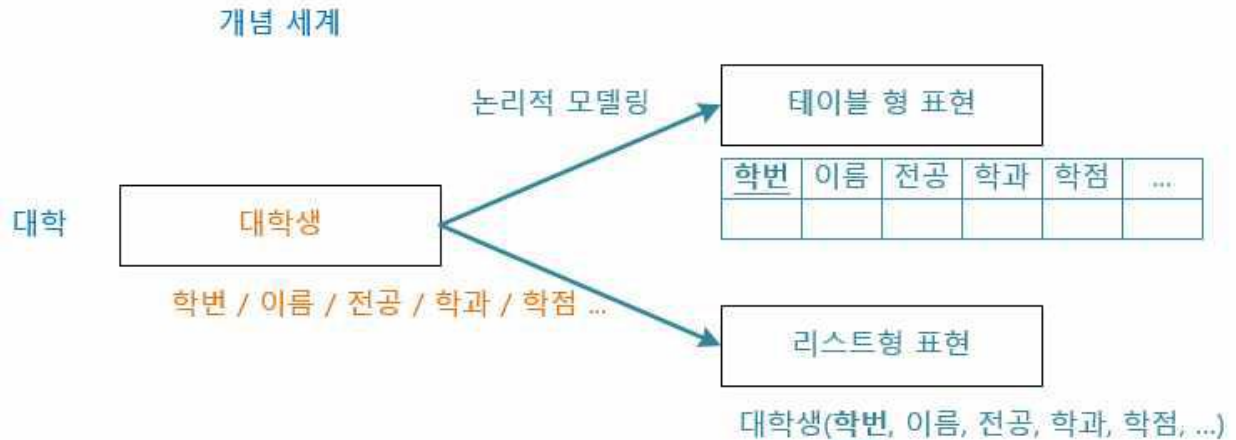 개념 세계
논리적 모델링
테이블 형 표현
학번 이름 전공 학과 학점 ...
대학
대학생
학번 / 이름 / 전공 / 학과 / 학점 ...
리스트형 표현
대학생(학번, 이름, 전공, 학과, 학점, ...)